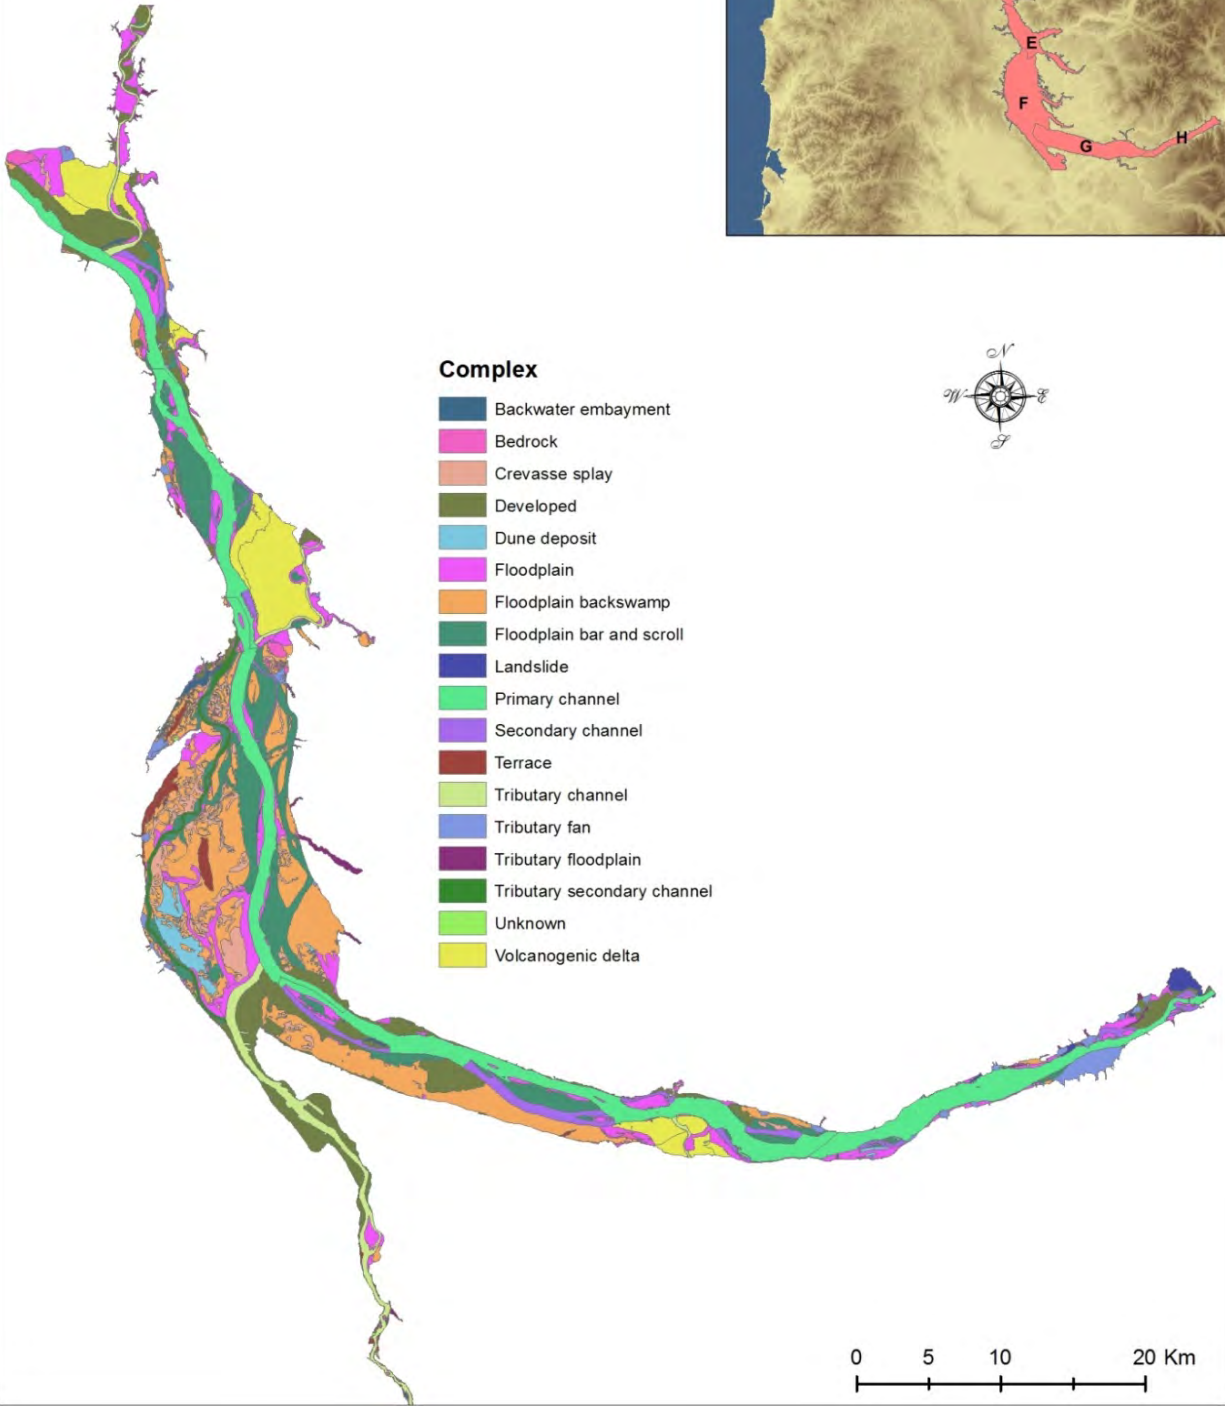 E
F
G
H
N
W
E
S
Complex
Backwater embayment
Bedrock
Crevasse splay
Developed
Dune deposit
Floodplain
Floodplain backswamp
Floodplain bar and scroll
Landslide
Primary channel
Secondary channel
Terrace
Tributary channel
Tributary fan
Tributary floodplain
Tributary secondary channel
Unknown
Volcanogenic delta
0 5 10 20 Km